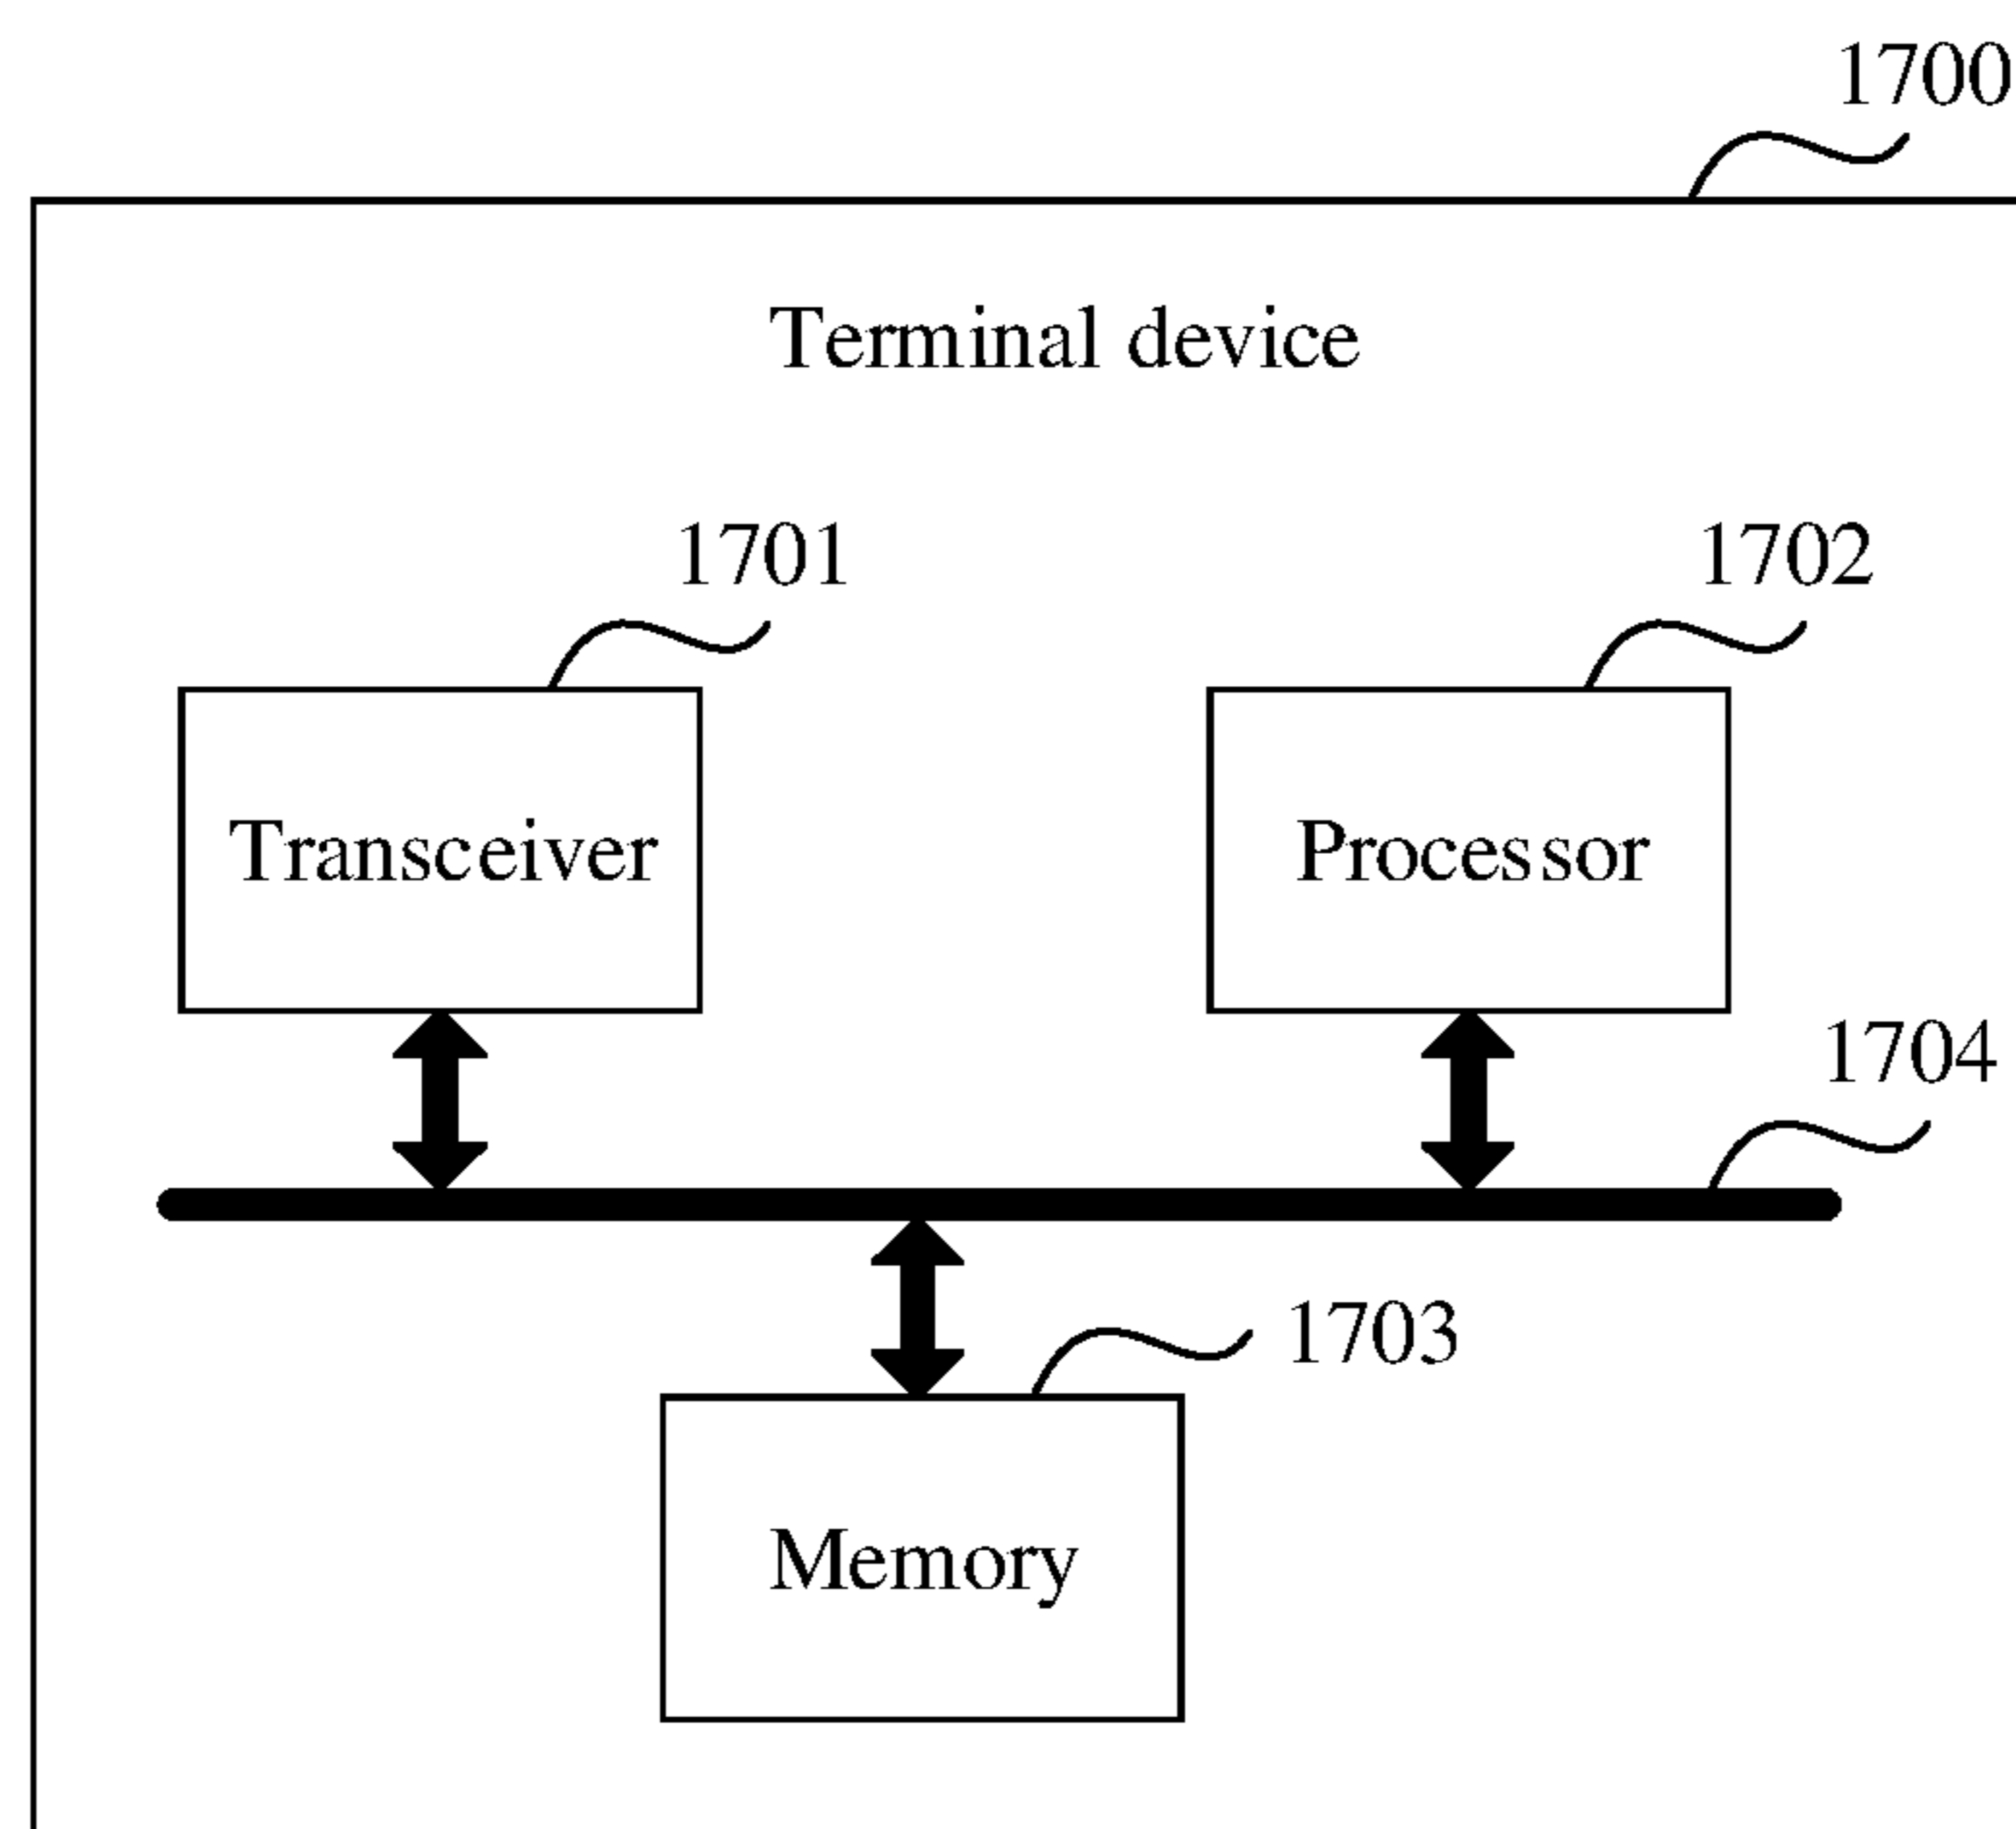 1700
Terminal device
1701
1702
Transceiver
Processor
1704
1703
Memory